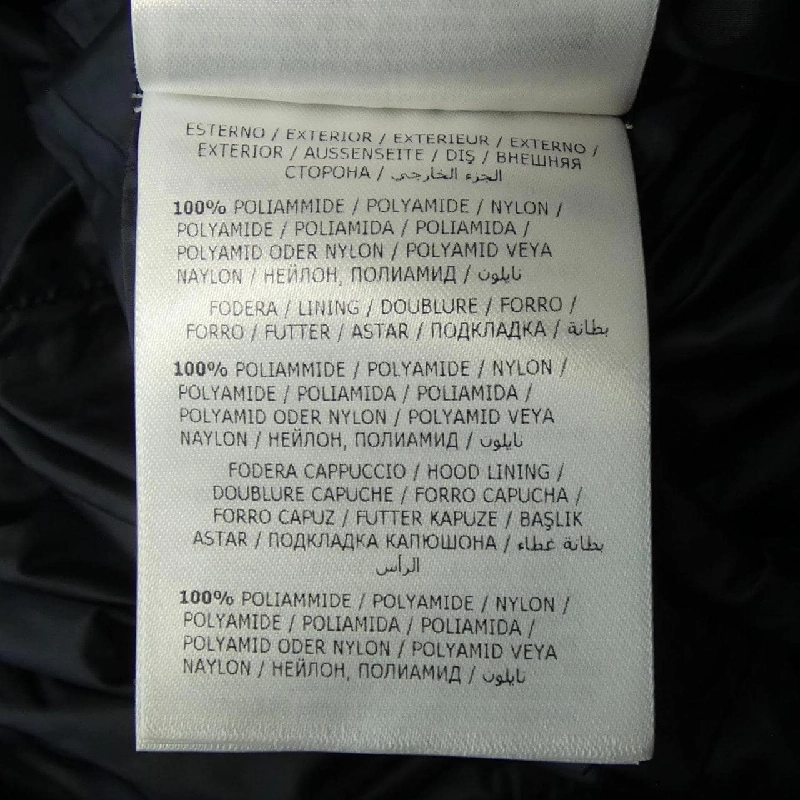 ESTERNO / EXTERIOR / EXTERIEUR / EXTERNO /
EXTERIOR / AUSSENSEITE / DIŞ / ВНЕШНЯЯ
СТОРОНА / الجزء الخارجي
100% POLIAMMIDE / POLYAMIDE / NYLON /
POLYAMIDE / POLIAMIDA / POLIAMIDA /
POLYAMID ODER NYLON / POLYAMID VEYA
NAYLON / НЕЙЛОН, ПОЛИАМИД / نايلون
FODERA / LINING / DOUBLURE / FORRO /
FORRO / FUTTER / ASTAR / ПОДКЛАДКА / بطانة
100% POLIAMMIDE / POLYAMIDE / NYLON /
POLYAMIDE / POLIAMIDA / POLIAMIDA /
POLYAMID ODER NYLON / POLYAMID VEYA
NAYLON / НЕЙЛОН, ПОЛИАМИД / نايلون
FODERA CAPPUCCIO / HOOD LINING /
DOUBLURE CAPUCHE / FORRO CAPUCHA /
FORRO CAPUZ / FUTTER KAPUZE / BAŞLIK
ASTAR / ПОДКЛАДКА КАПЮШОНА / بطانة غطاء
الرأس
100% POLIAMMIDE / POLYAMIDE / NYLON /
POLYAMIDE / POLIAMIDA / POLIAMIDA /
POLYAMID ODER NYLON / POLYAMID VEYA
NAYLON / НЕЙЛОН, ПОЛИАМИД / نايلون